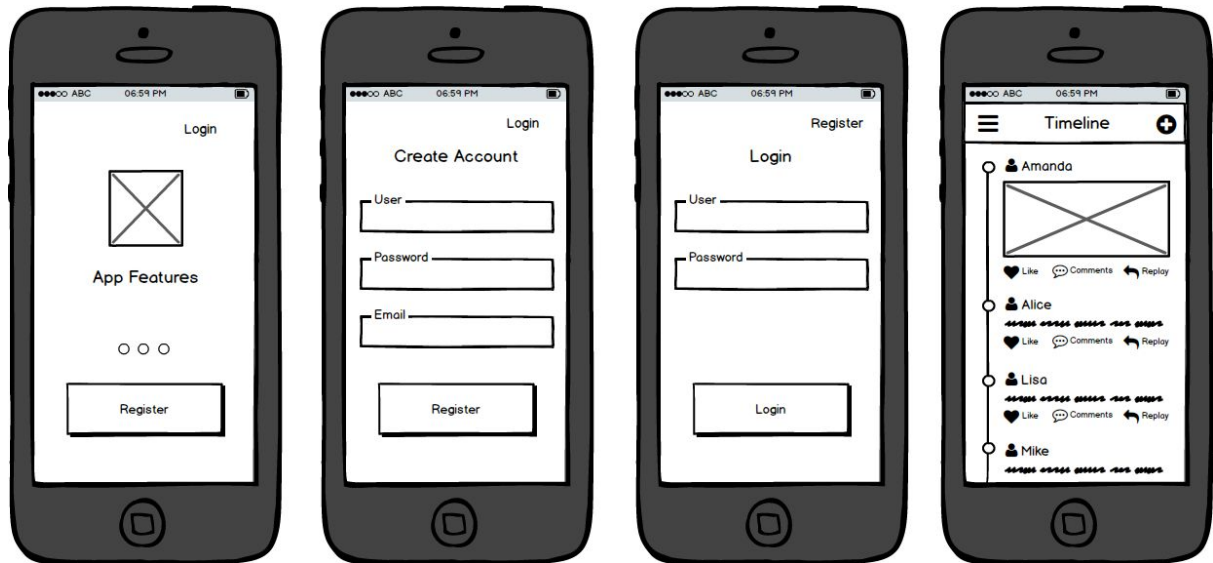 ABC 06:59 PM
Login
App Features
Register
ABC 06:59 PM
Login
Create Account
User
Password
Email
Register
ABC 06:59 PM
Register
Login
User
Password
Login
ABC 06:59 PM
Timeline
Amanda
Like Comments Replay
Alice
Like Comments Replay
Lisa
Like Comments Replay
Mike